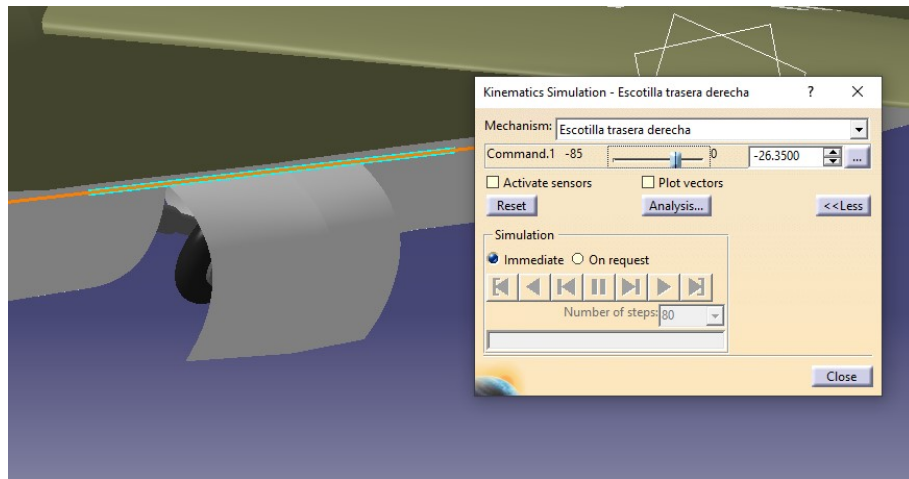 Kinematics Simulation - Escotilla trasera derecha ? X
Mechanism: Escotilla trasera derecha
Command.1 -85 0 -26.3500 ...
Activate sensors Plot vectors
Reset Analysis... <<Less
Simulation
Immediate On request
Number of steps: 80
Close